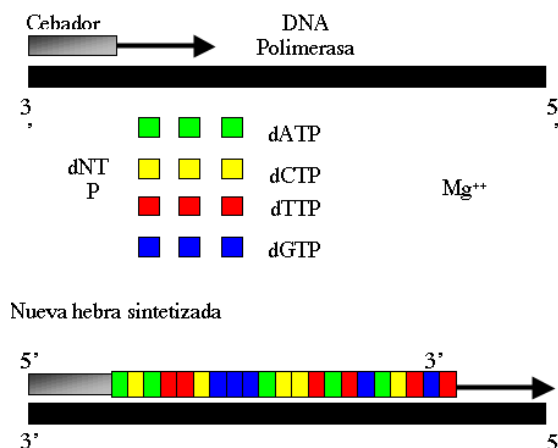 Cebador
DNA
Polimerasa
3
’
5
’
dNT
P
dATP
dCTP
dTTP
dGTP
Mg++
Nueva hebra sintetizada
5’
3’
3’
5